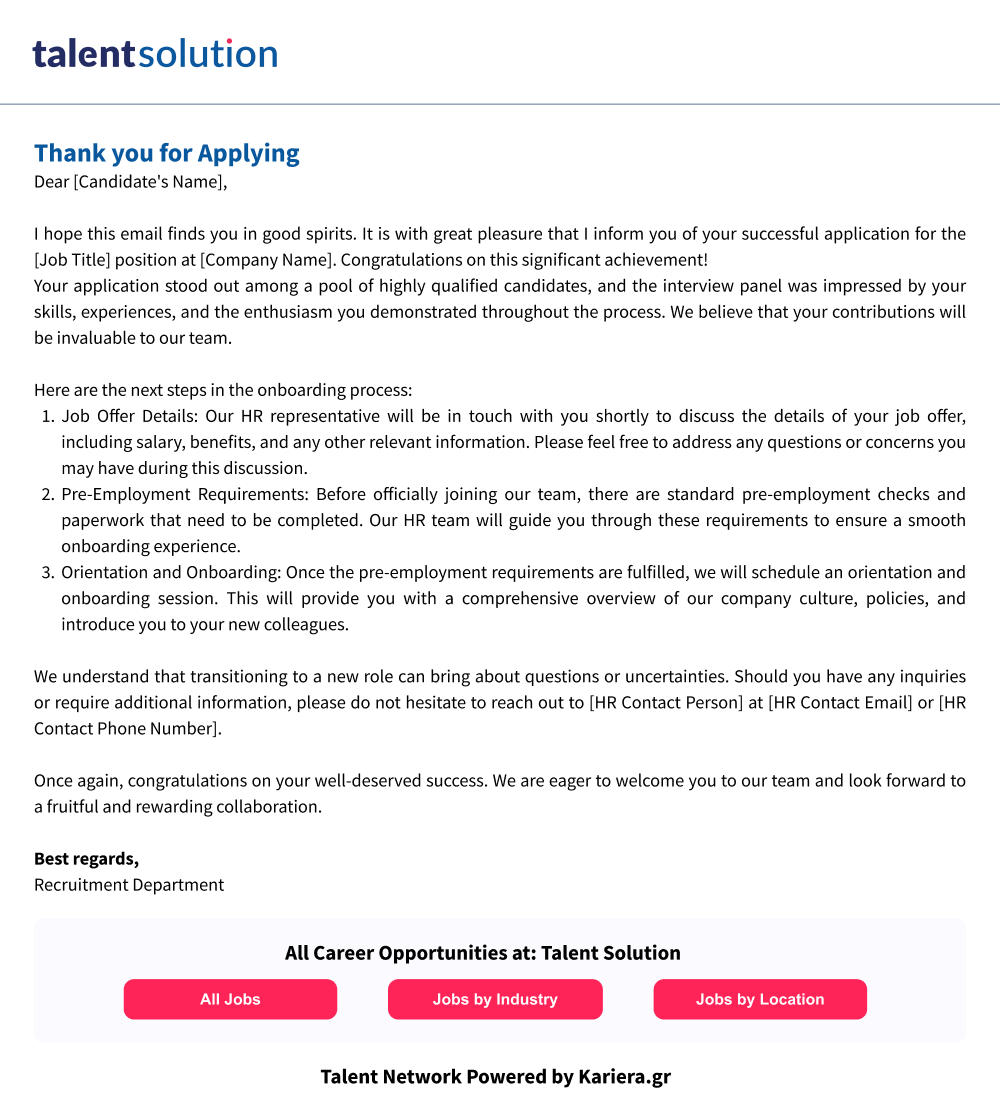 talentsolution
Thank you for Applying
Dear [Candidate's Name],
I hope this email finds you in good spirits. It is with great pleasure that I inform you of your successful application for the
[Job Title] position at [Company Name]. Congratulations on this significant achievement!
Your application stood out among a pool of highly qualified candidates, and the interview panel was impressed by your
skills, experiences, and the enthusiasm you demonstrated throughout the process. We believe that your contributions will
be invaluable to our team.
Here are the next steps in the onboarding process:
1. Job Offer Details: Our HR representative will be in touch with you shortly to discuss the details of your job offer,
including salary, benefits, and any other relevant information. Please feel free to address any questions or concerns you
may have during this discussion.
2. Pre-Employment Requirements: Before officially joining our team, there are standard pre-employment checks and
paperwork that need to be completed. Our HR team will guide you through these requirements to ensure a smooth
onboarding experience.
3. Orientation and Onboarding: Once the pre-employment requirements are fulfilled, we will schedule an orientation and
onboarding session. This will provide you with a comprehensive overview of our company culture, policies, and
introduce you to your new colleagues.
We understand that transitioning to a new role can bring about questions or uncertainties. Should you have any inquiries
or require additional information, please do not hesitate to reach out to [HR Contact Person] at [HR Contact Email] or [HR
Contact Phone Number].
Once again, congratulations on your well-deserved success. We are eager to welcome you to our team and look forward to
a fruitful and rewarding collaboration.
Best regards,
Recruitment Department
All Career Opportunities at: Talent Solution
All Jobs
Jobs by Industry
Jobs by Location
Talent Network Powered by Kariera.gr